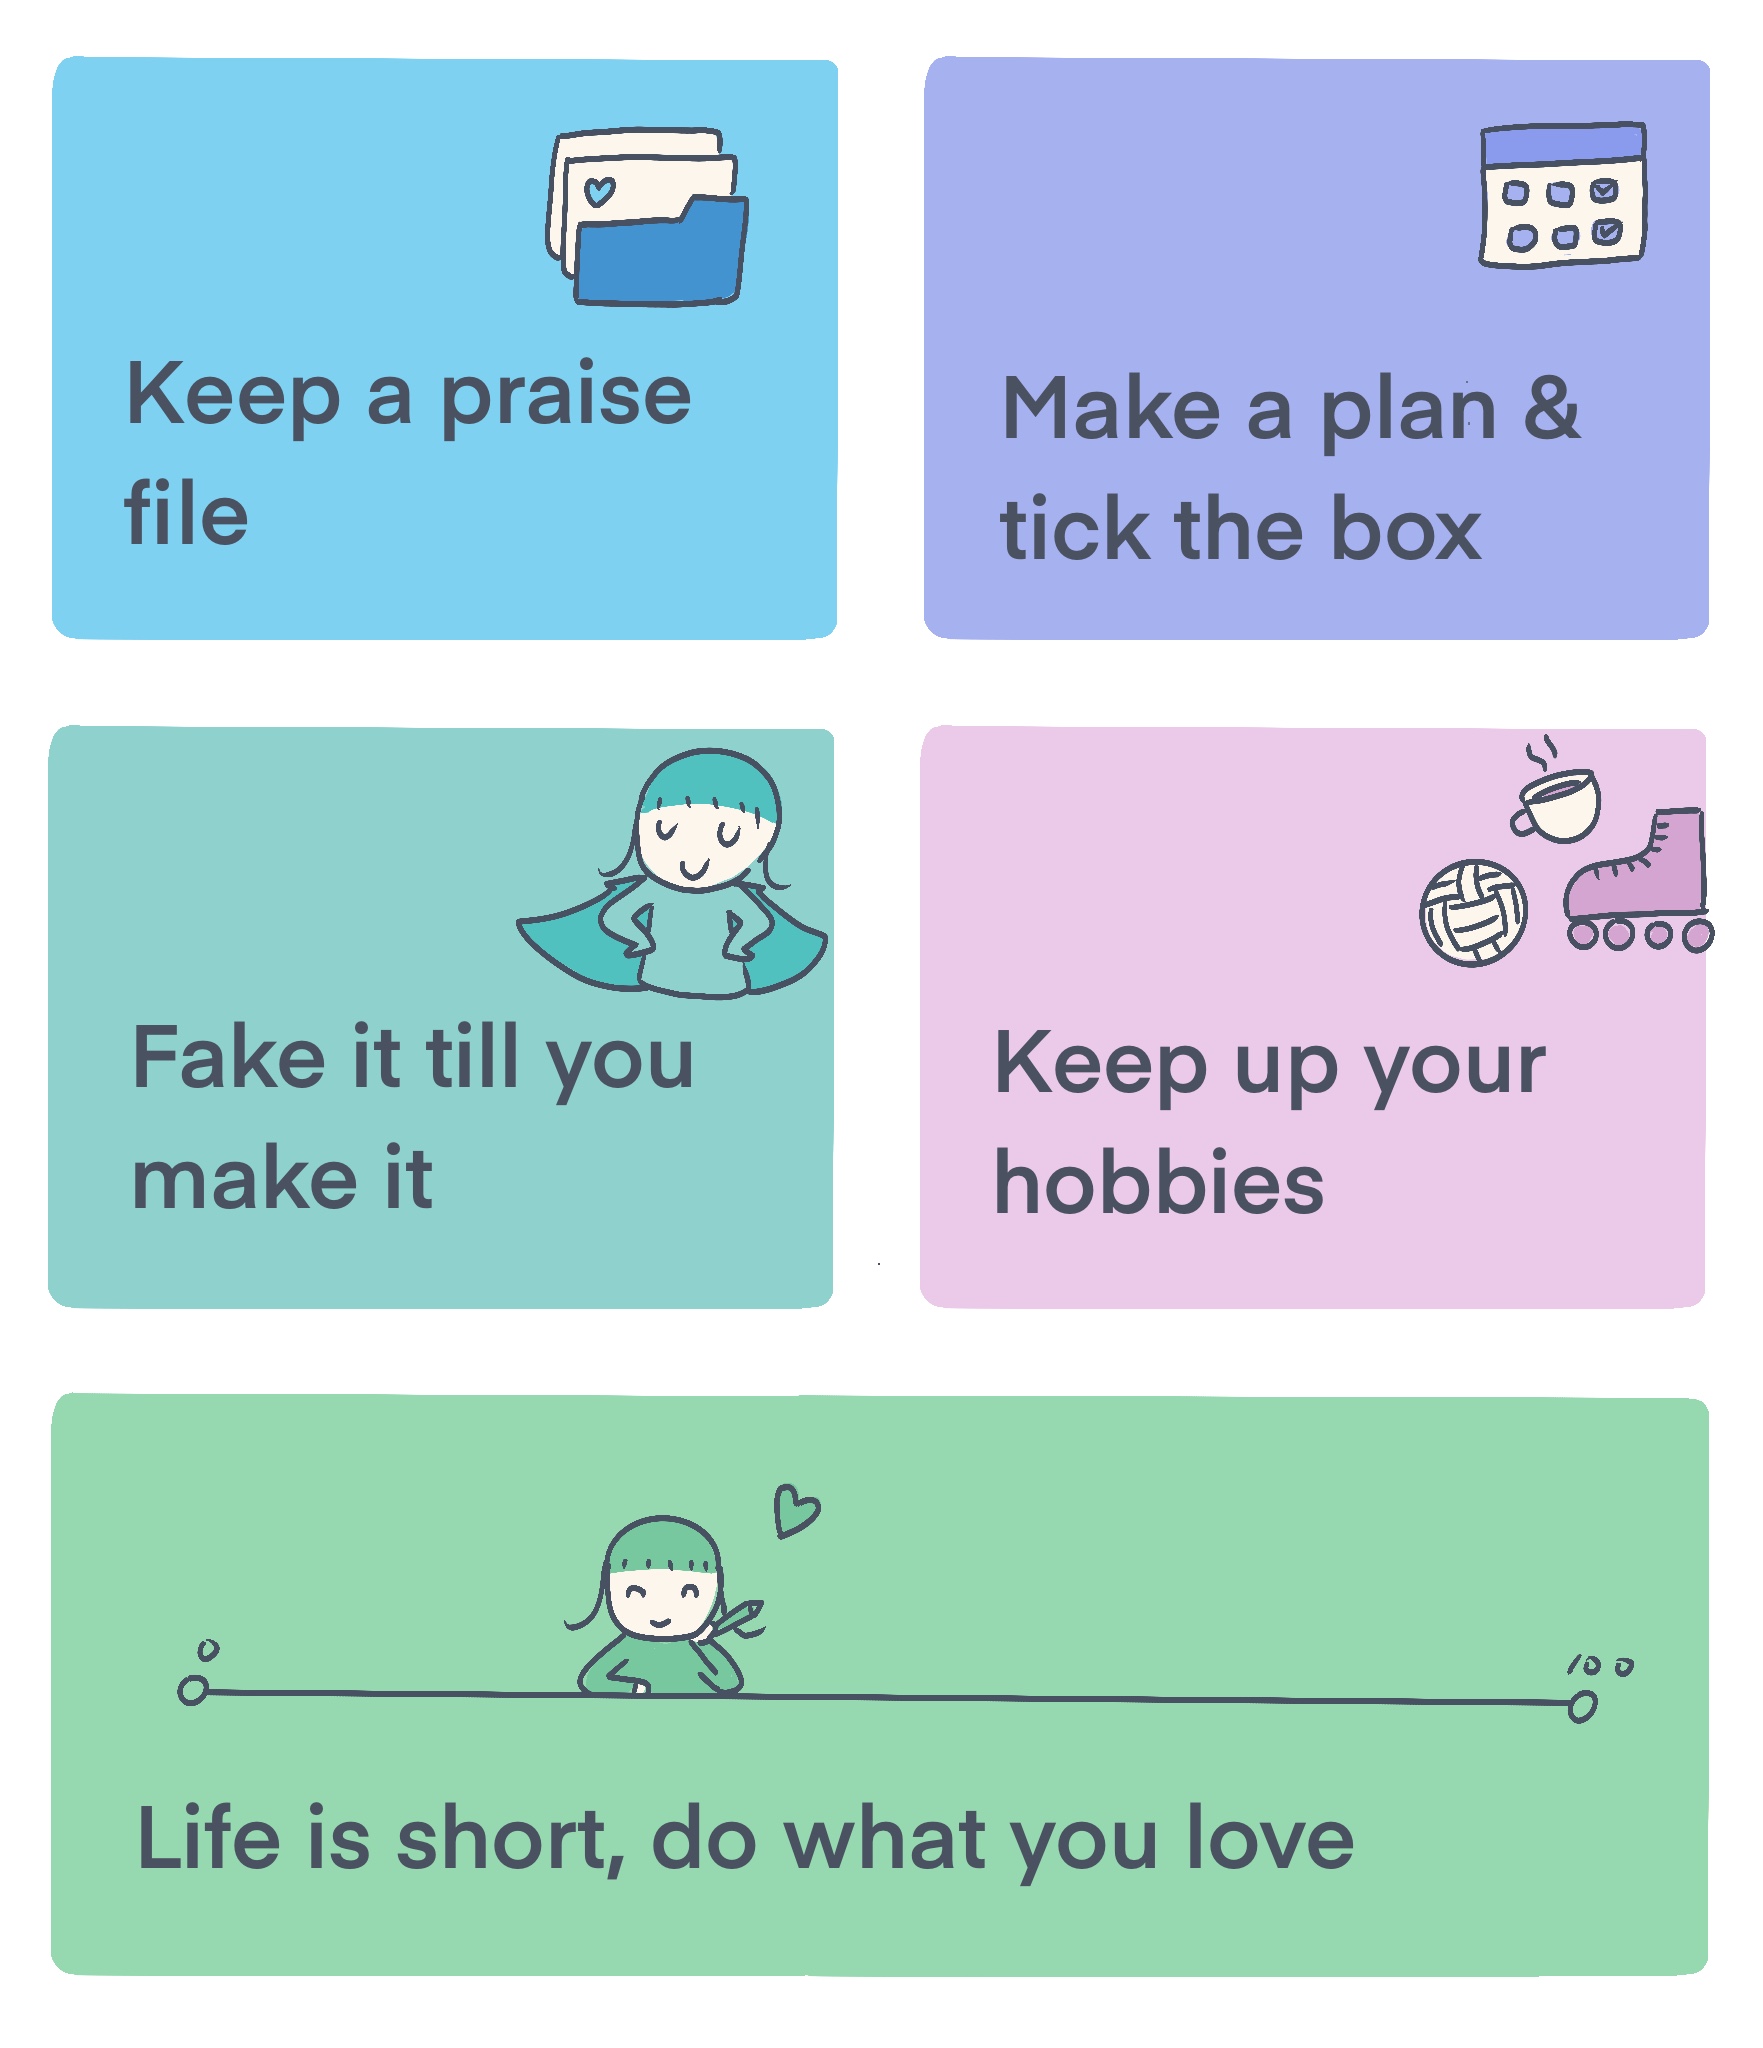 Keep a praise
file
Make a plan &
tick the box
Fake it till you
make it
Keep up your
hobbies
0
100
Life is short, do what you love